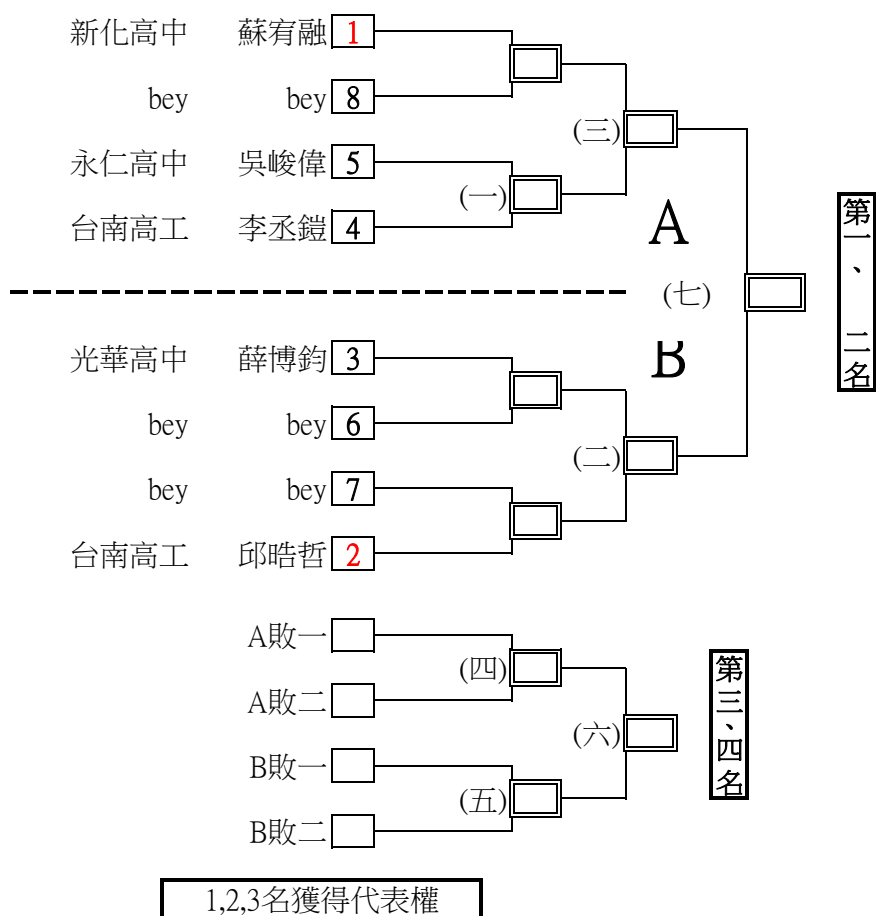 新化高中 蘇宥融 1
bey bey 8
(三)
永仁高中 吳峻偉 5
(一)
台南高工 李丞鎧 4
A
第一、二名
(七)
光華高中 薛博鈞 3
B
bey bey 6
(二)
bey bey 7
台南高工 邱晧哲 2
A敗一
(四)
A敗二
第三、四名
(六)
B敗一
(五)
B敗二
1,2,3名獲得代表權